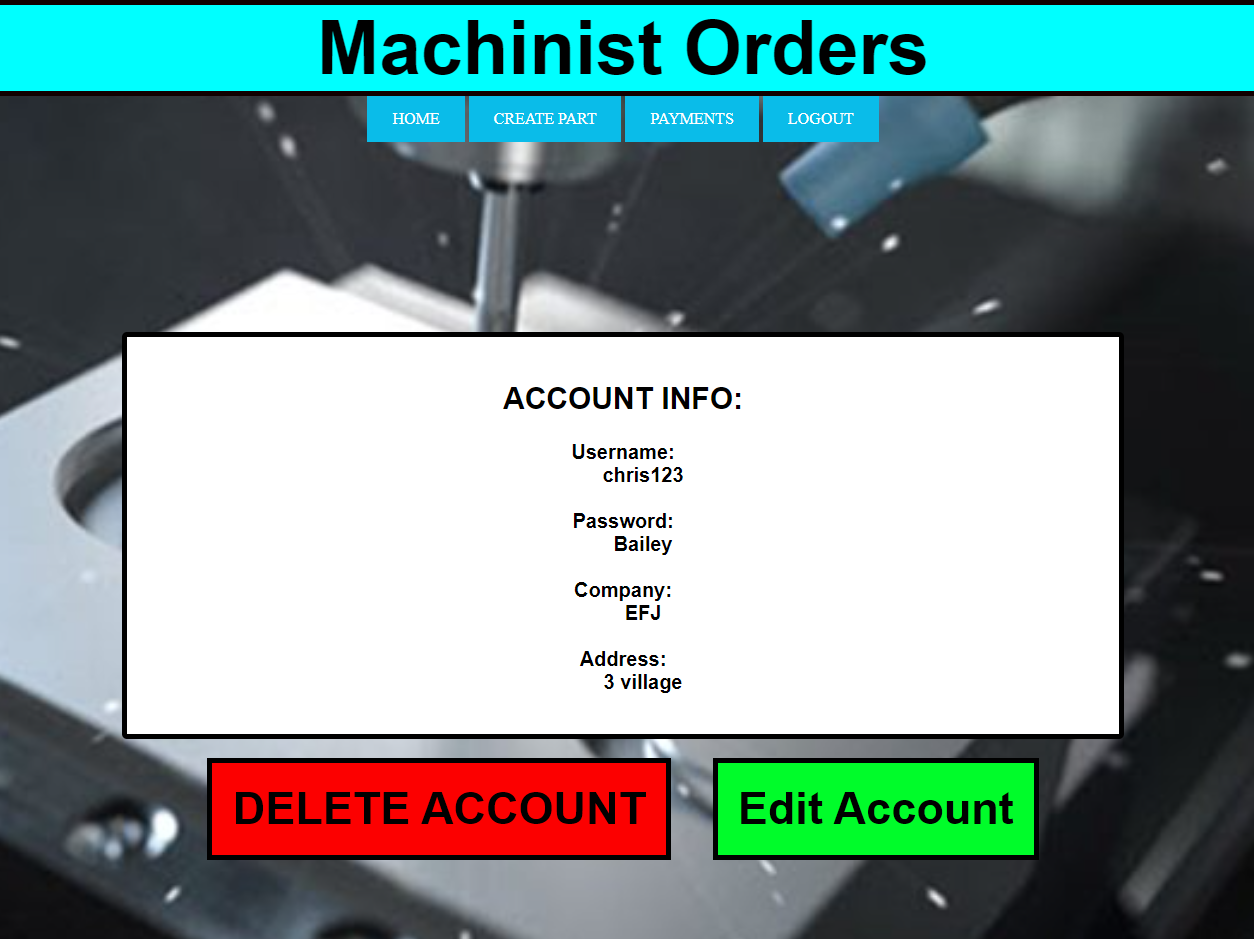 Machinist Orders
HOME CREATE PART PAYMENTS LOGOUT
ACCOUNT INFO:
Username:
chris123
Password:
Bailey
Company:
EFJ
Address:
3 village
DELETE ACCOUNT Edit Account